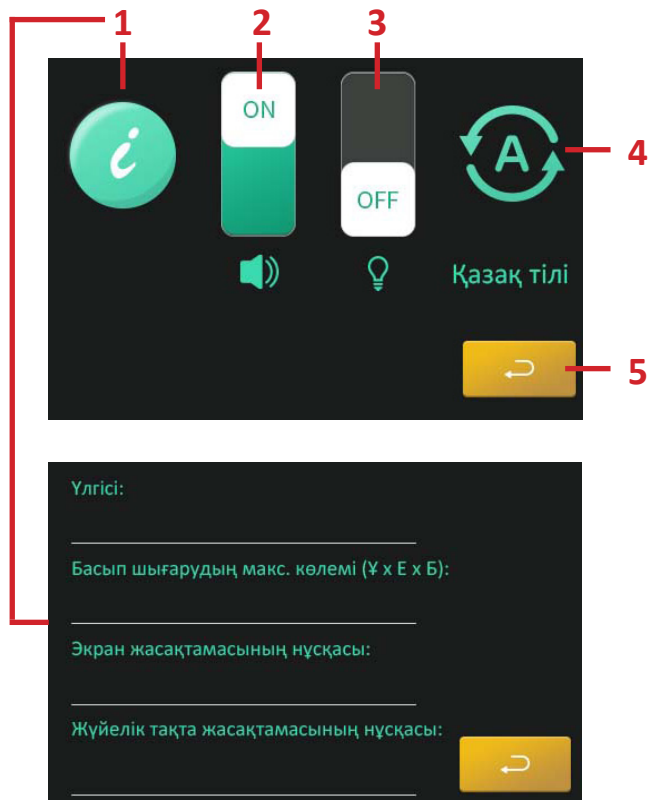 1 2 3
ON
OFF
A
4
Қазақ тілі
5
Үлгісі:
Басып шығарудың макс. көлемі (Ұ x Е x Б):
Экран жасақтамасының нұсқасы:
Жүйелік тақта жасақтамасының нұсқасы: